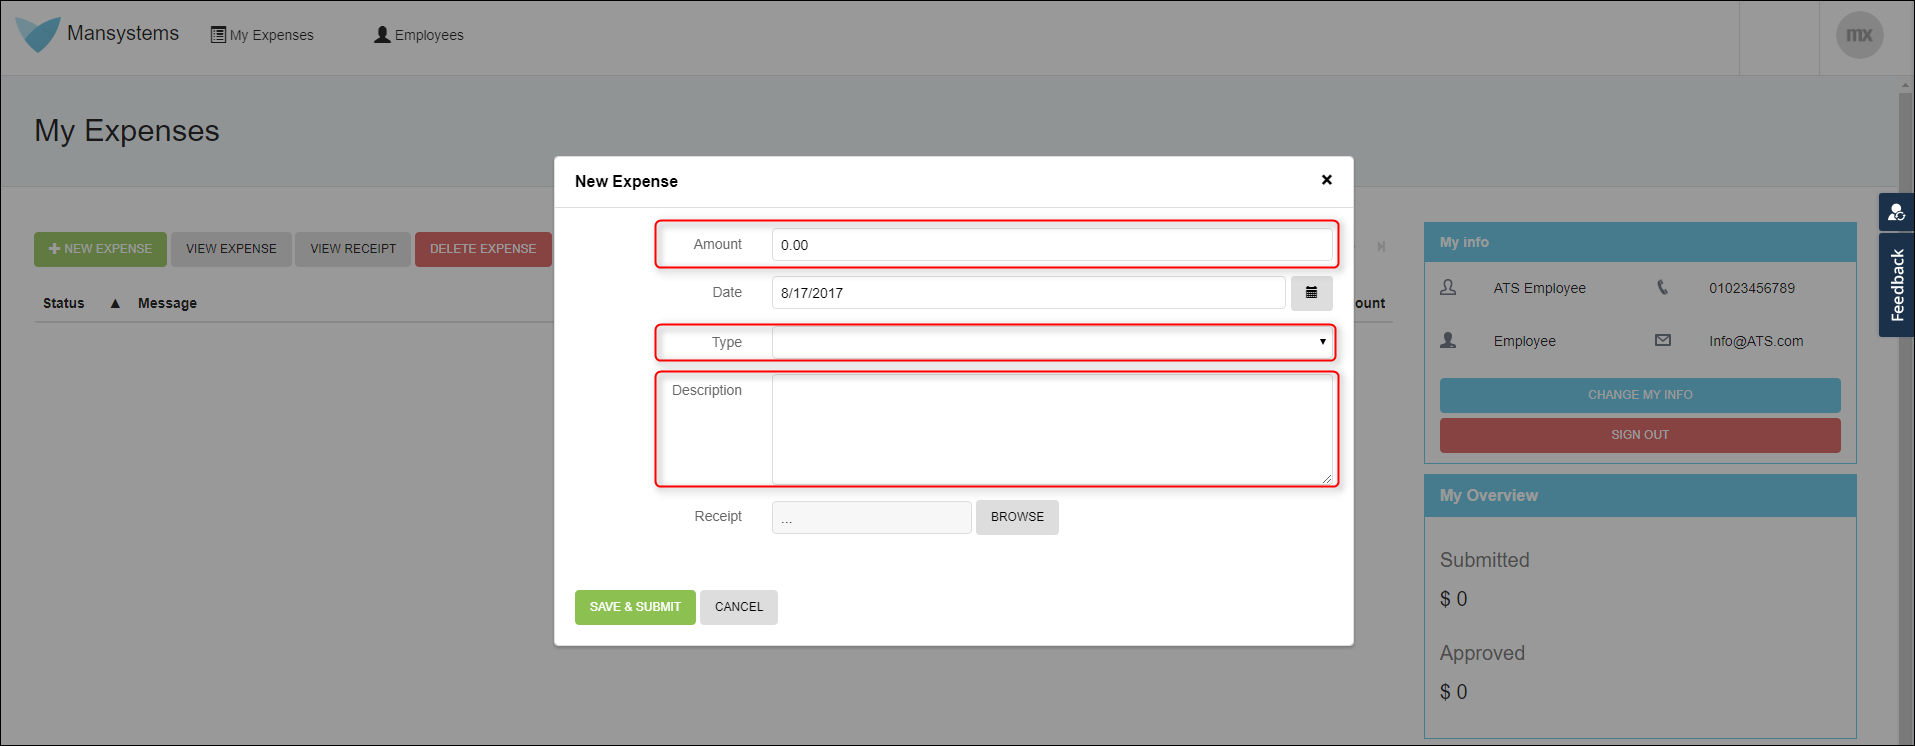 Mansystems
My Expenses
Employees
mx
My Expenses
+ NEW EXPENSE
VIEW EXPENSE
VIEW RECEIPT
DELETE EXPENSE
Status ▲ Message
ount
New Expense
×
Amount 0.00
Date 8/17/2017
Type
Description
Receipt ... BROWSE
SAVE & SUBMIT CANCEL
My info
ATS Employee 01023456789
Employee Info@ATS.com
CHANGE MY INFO
SIGN OUT
My Overview
Submitted
$ 0
Approved
$ 0
Feedback